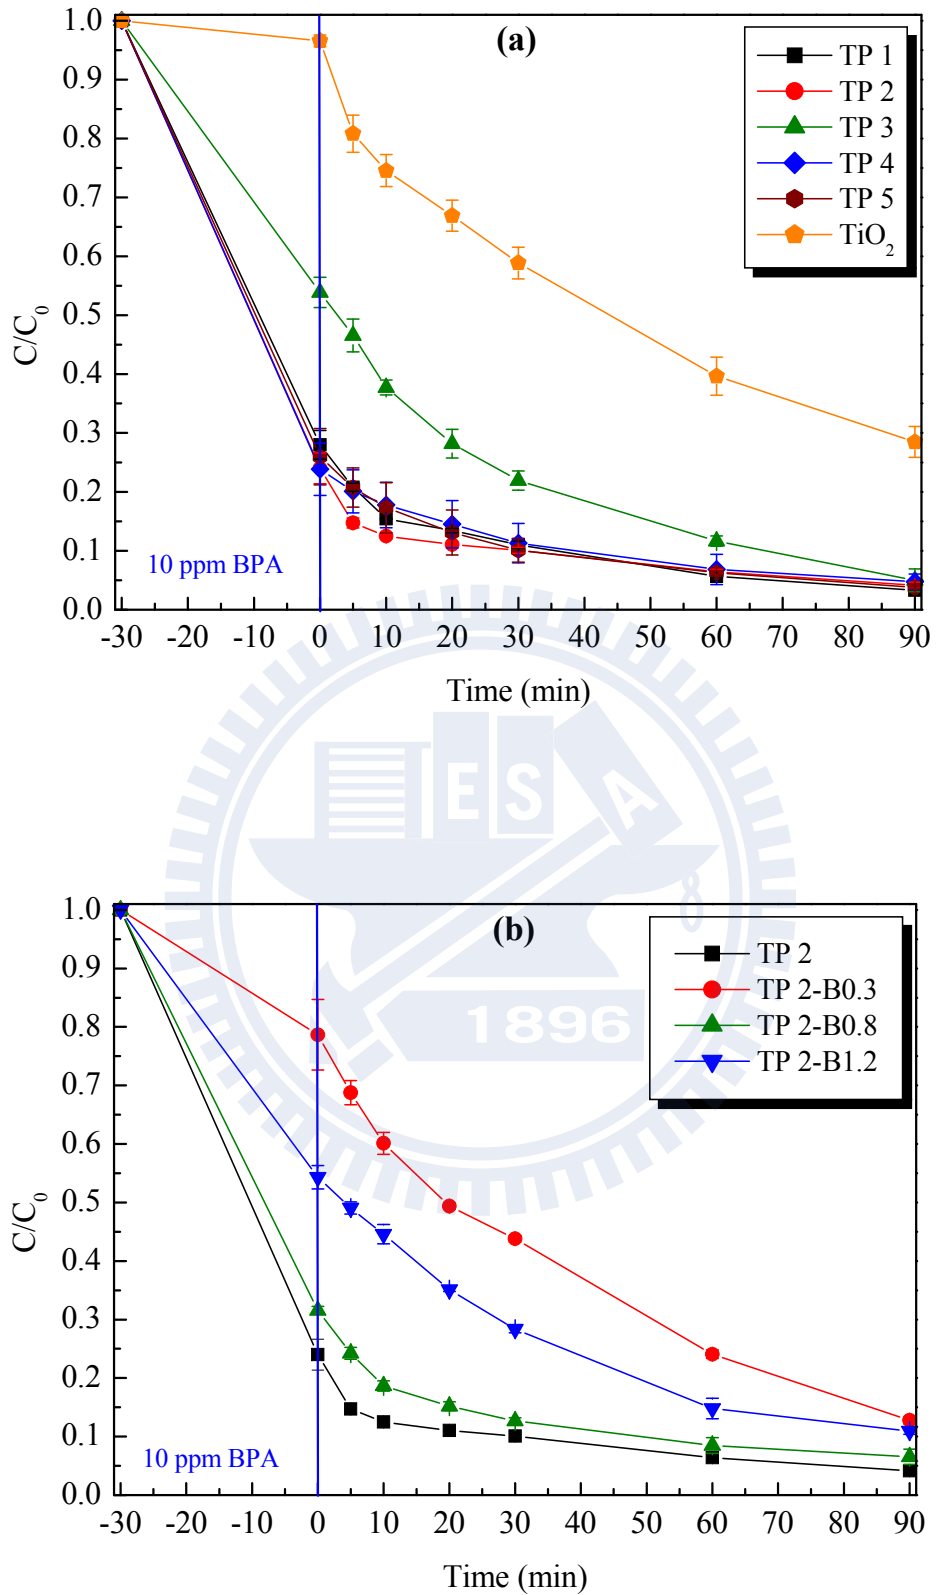 (a)
TP 1
TP 2
TP 3
TP 4
TP 5
TiO₂
1.0
0.9
0.8
0.7
0.6
0.5
0.4
0.3
0.2
0.1
0.0
C/C₀
10 ppm BPA
-30 -20 -10 0 10 20 30 40 50 60 70 80 90
Time (min)
ESA
1896
(b)
TP 2
TP 2-B0.3
TP 2-B0.8
TP 2-B1.2
1.0
0.9
0.8
0.7
0.6
0.5
0.4
0.3
0.2
0.1
0.0
C/C₀
10 ppm BPA
-30 -20 -10 0 10 20 30 40 50 60 70 80 90
Time (min)